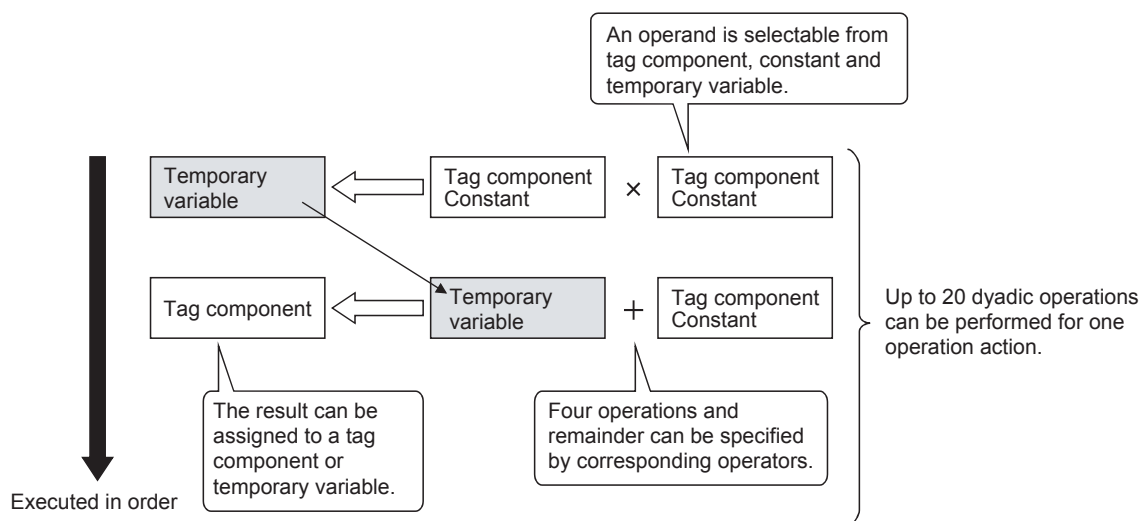 An operand is selectable from
tag component, constant and
temporary variable.
Temporary
variable
Tag component
Constant
×
Tag component
Constant
Tag component
Temporary
variable
+
Tag component
Constant
Up to 20 dyadic operations
can be performed for one
operation action.
The result can be
assigned to a tag
component or
temporary variable.
Four operations and
remainder can be specified
by corresponding operators.
Executed in order